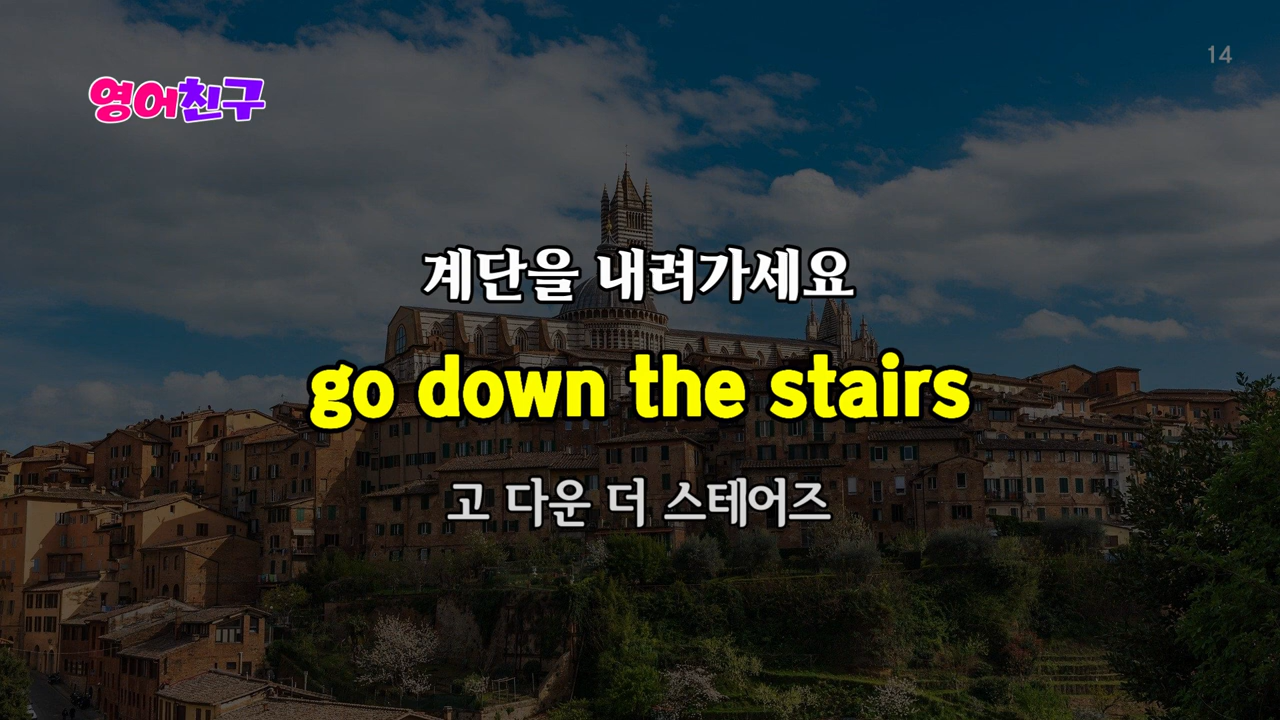 14
영어친구
계단을 내려가세요
go down the stairs
고 다운 더 스테어즈